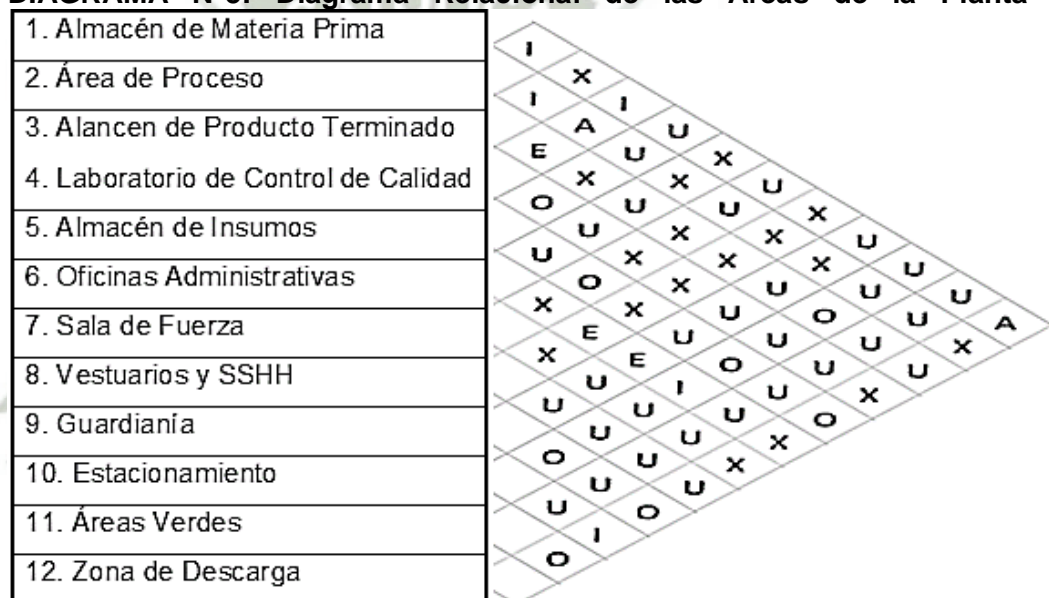 DIAGRAMA Diagrama Relacional de las Áreas de la Planta
1. Almacén de Materia Prima
2. Área de Proceso
3. Alancen de Producto Terminado
4. Laboratorio de Control de Calidad
5. Almacén de Insumos
6. Oficinas Administrativas
7. Sala de Fuerza
8. Vestuarios y SSHH
9. Guardianía
10. Estacionamiento
11. Áreas Verdes
12. Zona de Descarga
I X I U X U X U U U A
I A U X U X X U U X
E X U X X U O U U
O U X X U U U X
U O X U O U O
X E E I U X
X U U U X
U U U U
O U O
U I
O